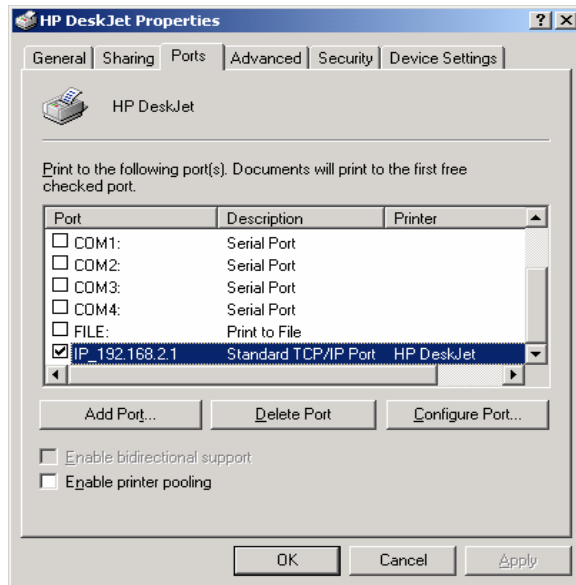 HP DeskJet Properties
General Sharing Ports Advanced Security Device Settings
HP DeskJet
Print to the following port(s). Documents will print to the first free
checked port.
Port Description Printer
COM1: Serial Port
COM2: Serial Port
COM3: Serial Port
COM4: Serial Port
FILE: Print to File
IP_192.168.2.1 Standard TCP/IP Port HP DeskJet
Add Port... Delete Port Configure Port...
Enable bidirectional support
Enable printer pooling
OK Cancel Apply